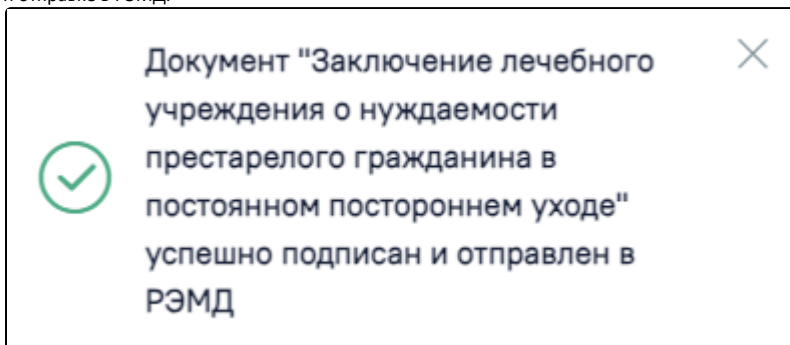 Документ "Заключение лечебного
учреждения о нуждаемости
престарелого гражданина в
постоянном постороннем уходе"
успешно подписан и отправлен в
РЭМД